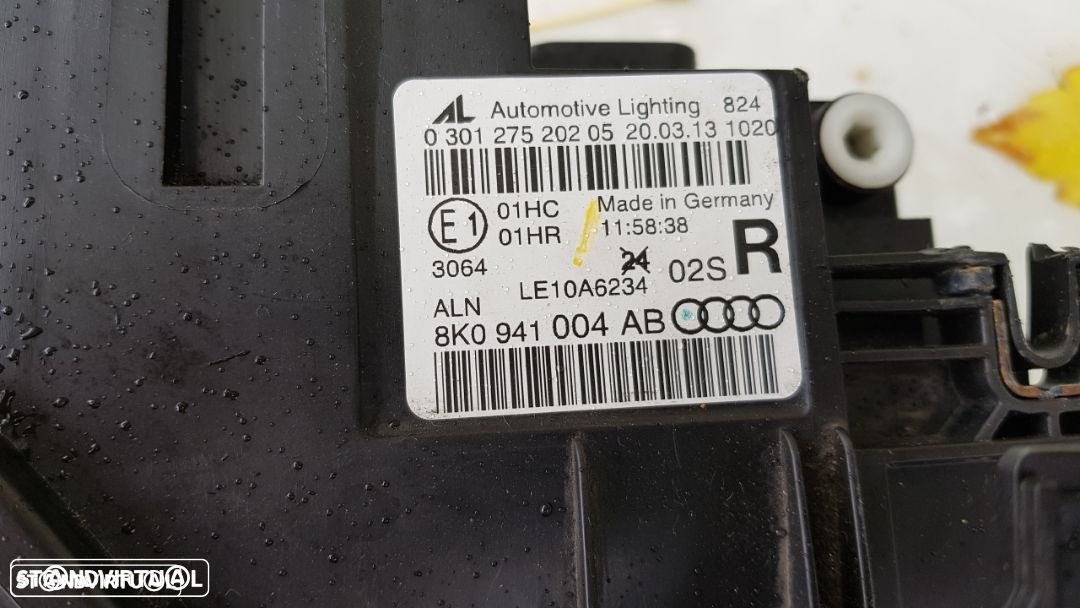 AL Automotive Lighting 824
0 301 275 202 05 20.03.13 1020
E1 01HC Made in Germany
01HR 11:58:38
3064 24 02S R
LE10A6234
ALN
8K0 941 004 AB
STANDVIRTUAL